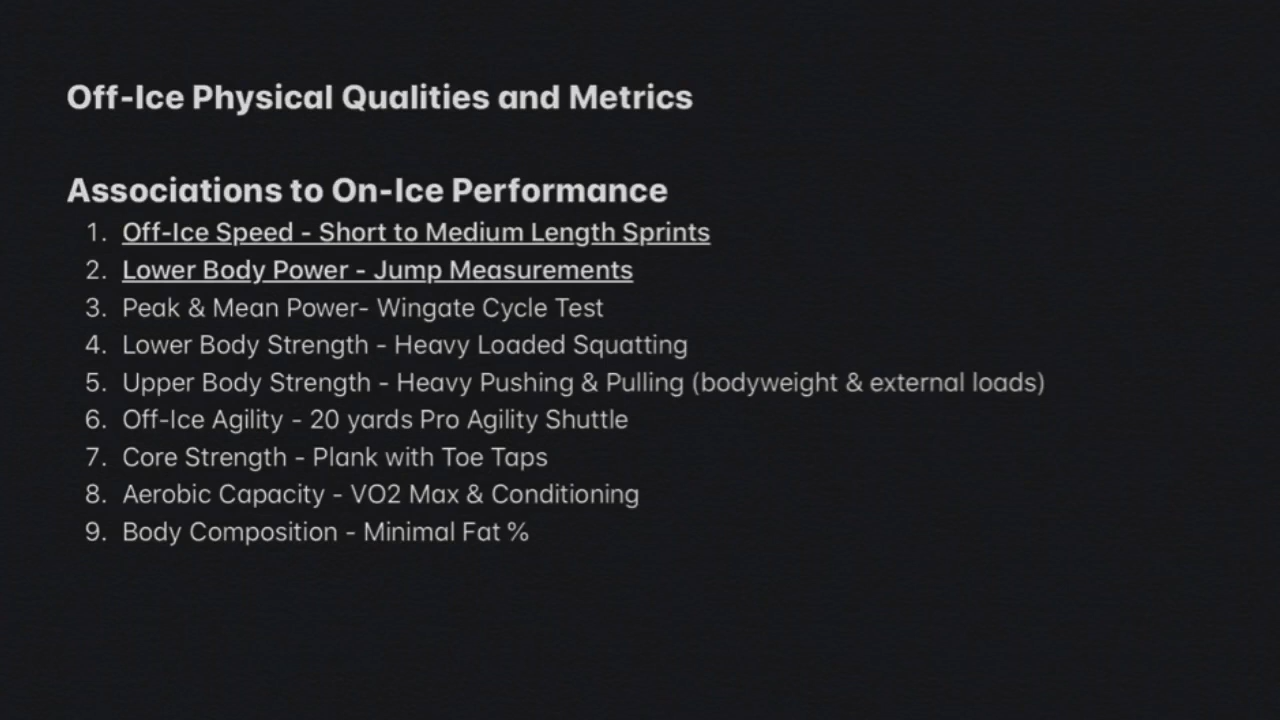 Off-Ice Physical Qualities and Metrics
Associations to On-Ice Performance
1. Off-Ice Speed - Short to Medium Length Sprints
2. Lower Body Power - Jump Measurements
3. Peak & Mean Power- Wingate Cycle Test
4. Lower Body Strength - Heavy Loaded Squatting
5. Upper Body Strength - Heavy Pushing & Pulling (bodyweight & external loads)
6. Off-Ice Agility - 20 yards Pro Agility Shuttle
7. Core Strength - Plank with Toe Taps
8. Aerobic Capacity - VO2 Max & Conditioning
9. Body Composition - Minimal Fat %